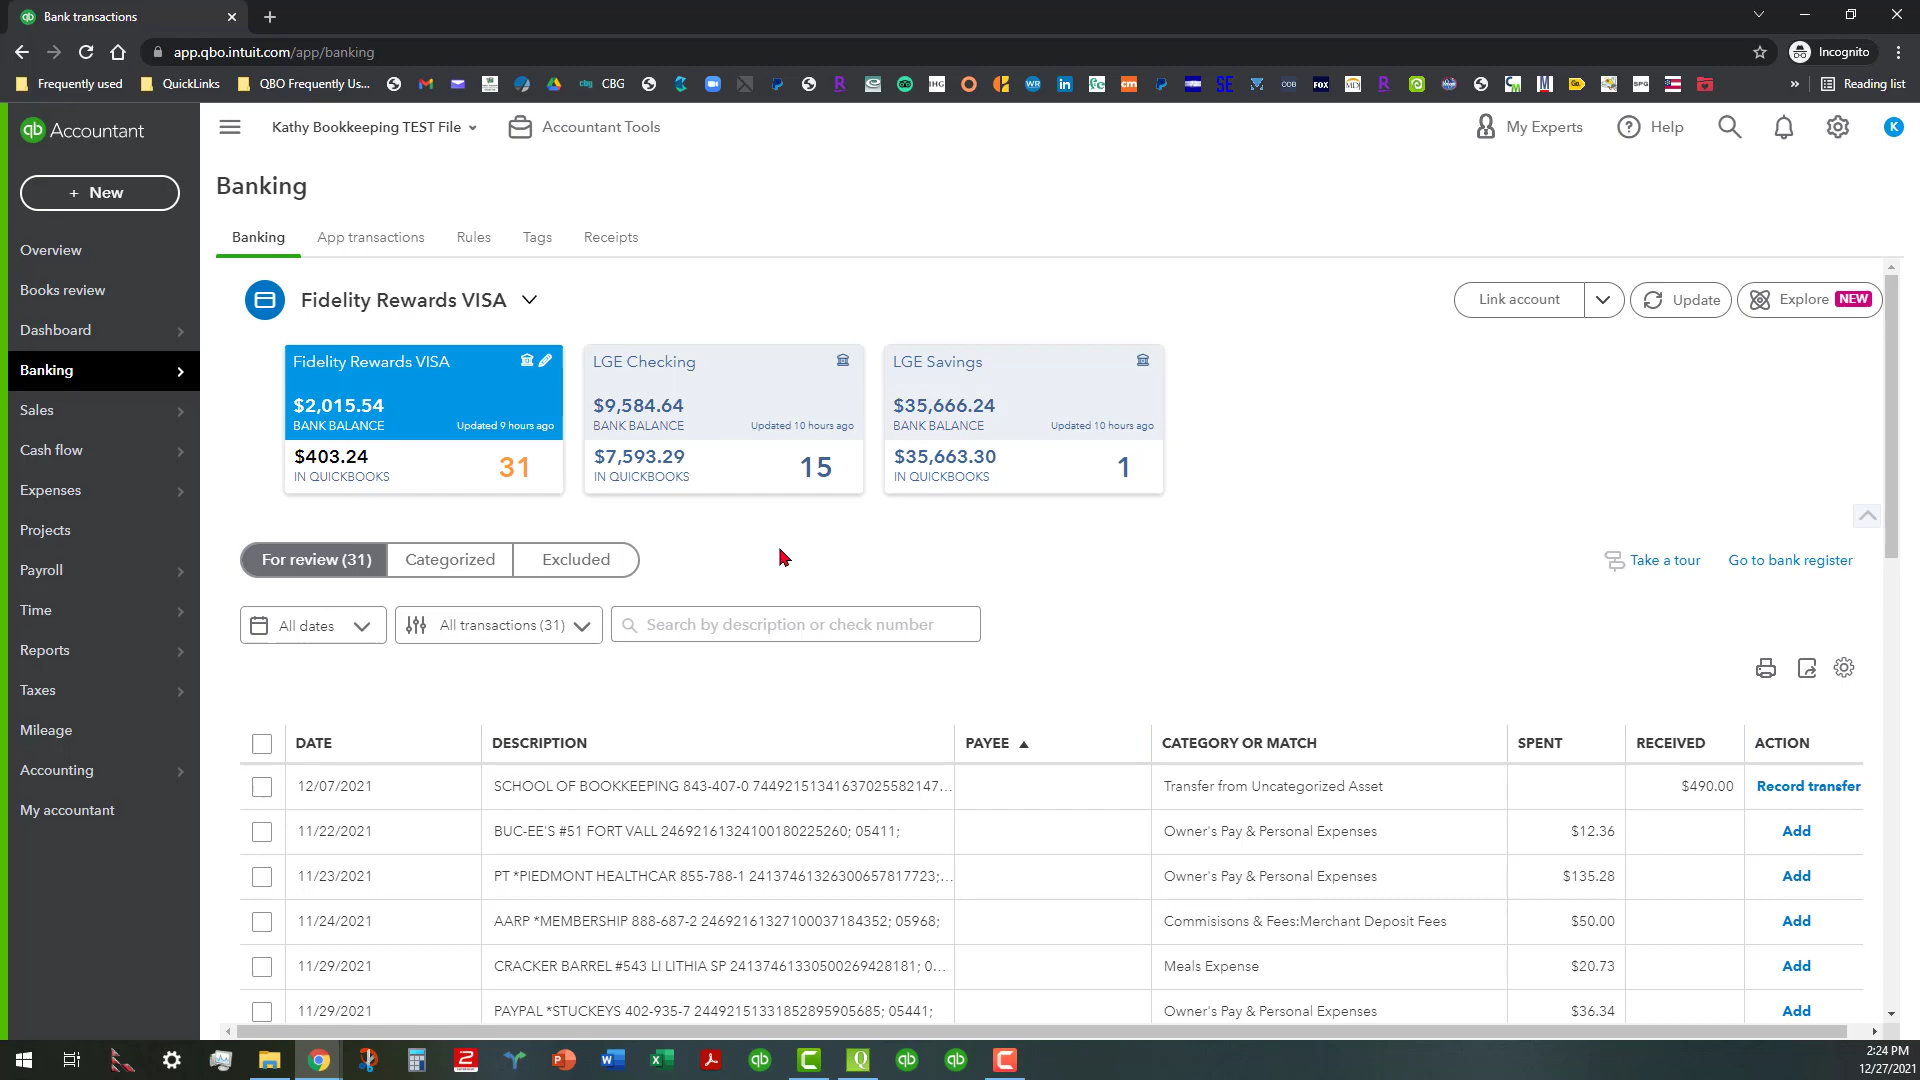 Bank transactions
app.qbo.intuit.com/app/banking
Incognito
Frequently used
QuickLinks
QBO Frequently Us...
CBG
Reading list
qb Accountant
Kathy Bookkeeping TEST File
Accountant Tools
My Experts
Help
K
+ New
Overview
Books review
Dashboard
Banking
Sales
Cash flow
Expenses
Projects
Payroll
Time
Reports
Taxes
Mileage
Accounting
My accountant
Banking
Banking
App transactions
Rules
Tags
Receipts
Fidelity Rewards VISA
Link account
Update
Explore NEW
Fidelity Rewards VISA
$2,015.54
BANK BALANCE
Updated 9 hours ago
$403.24
IN QUICKBOOKS
31
LGE Checking
$9,584.64
BANK BALANCE
Updated 10 hours ago
$7,593.29
IN QUICKBOOKS
15
LGE Savings
$35,666.24
BANK BALANCE
Updated 10 hours ago
$35,663.30
IN QUICKBOOKS
1
For review (31)
Categorized
Excluded
Take a tour
Go to bank register
All dates
All transactions (31)
Search by description or check number
DATE DESCRIPTION PAYEE CATEGORY OR MATCH SPENT RECEIVED ACTION
12/07/2021 SCHOOL OF BOOKKEEPING 843-407-0 74492151341637025582147... Transfer from Uncategorized Asset $490.00 Record transfer
11/22/2021 BUC-EE'S #51 FORT VALL 24692161324100180225260; 05411; Owner's Pay & Personal Expenses $12.36 Add
11/23/2021 PT *PIEDMONT HEALTHCAR 855-788-1 24137461326300657817723;... Owner's Pay & Personal Expenses $135.28 Add
11/24/2021 AARP *MEMBERSHIP 888-687-2 24692161327100037184352; 05968; Commisisons & Fees:Merchant Deposit Fees $50.00 Add
11/29/2021 CRACKER BARREL #543 LI LITHIA SP 24137461330500269428181; 0... Meals Expense $20.73 Add
11/29/2021 PAYPAL *STUCKEYS 402-935-7 24492151331852895905685; 05441; Owner's Pay & Personal Expenses $36.34 Add
2:24 PM
12/27/2021